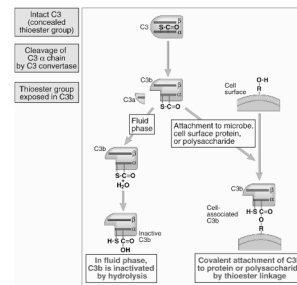 Intact C3
(concealed
thioester group)
Cleavage of
C3 α chain
by C3 convertase
Thioester group
exposed in C3b
C3
β
S-C=O
α
C3b
β
α
C3a
S-C=O
Fluid
phase
Attachment to microbe,
cell surface protein,
or polysaccharide
Cell
surface
O-H
R
C3b
β
α
S-C=O
H₂O
C3b
β
α
H-S C=O
O
R
Cell-
associated
C3b
β
α
H-S C=O
OH
Inactive
C3b
In fluid phase,
C3b is inactivated
by hydrolysis
Covalent attachment of C3
to protein or polysaccharid
by thioester linkage